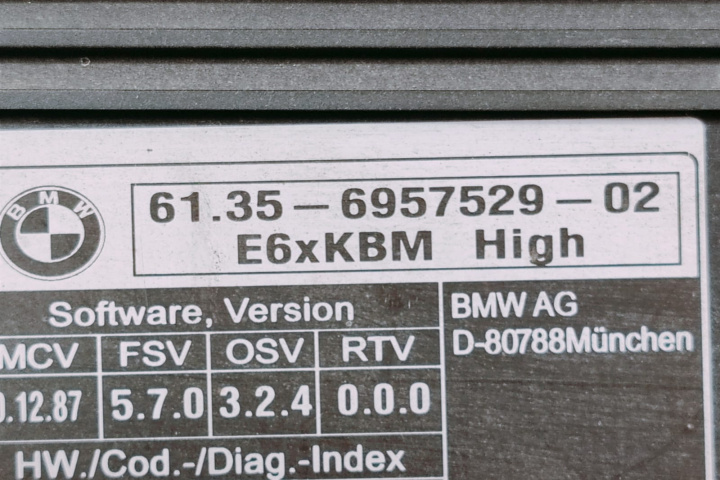 BMW
61.35 – 6957529 – 02
E6xKBM High
Software, Version
MCV FSV OSV RTV
.12.87 5.7.0 3.2.4 0.0.0
HW./Cod.-/Diag.-Index
BMW AG
D-80788München